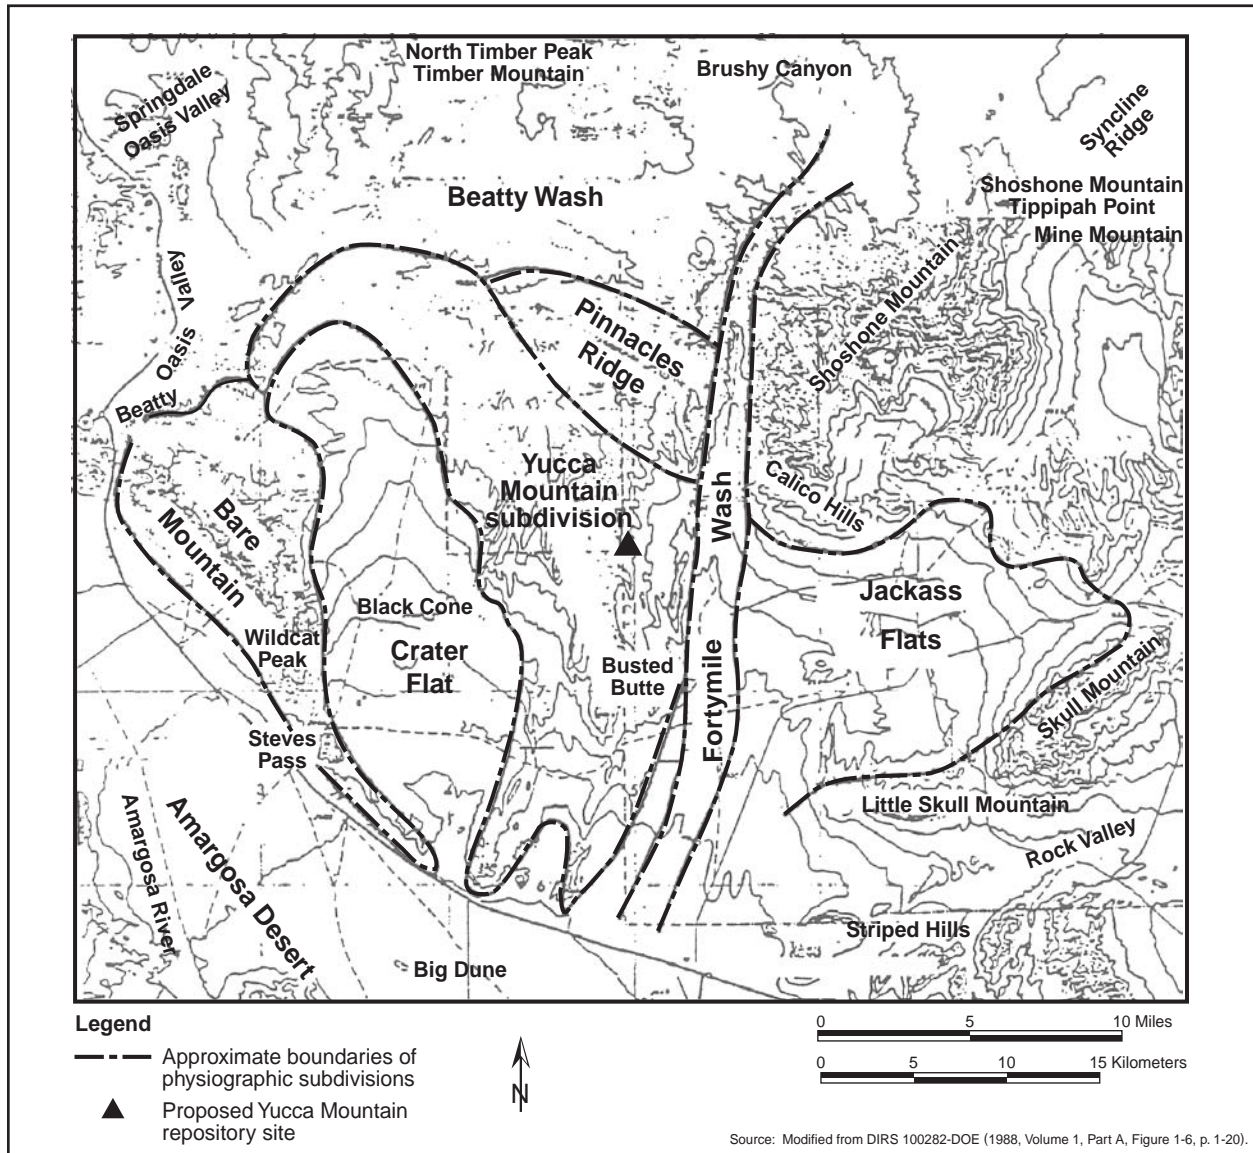 North Timber Peak
Timber Mountain
Brushy Canyon
Springdale
Oasis Valley
Syncline
Ridge
Beatty Wash
Shoshone Mountain
Tippipah Point
Mine Mountain
Oasis Valley
Shoshone Mountain
Pinnacles
Ridge
Beatty
Yucca
Mountain
subdivision
Calico Hills
Bare
Mountain
Fortymile Wash
Jackass
Flats
Black Cone
Wildcat
Peak
Crater
Flat
Busted
Butte
Skull Mountain
Steves
Pass
Amargosa River
Amargosa Desert
Little Skull Mountain
Rock Valley
Striped Hills
Big Dune
Legend
Approximate boundaries of
physiographic subdivisions
Proposed Yucca Mountain
repository site
N
0 5 10 Miles
0 5 10 15 Kilometers
Source: Modified from DIRS 100282-DOE (1988, Volume 1, Part A, Figure 1-6, p. 1-20).